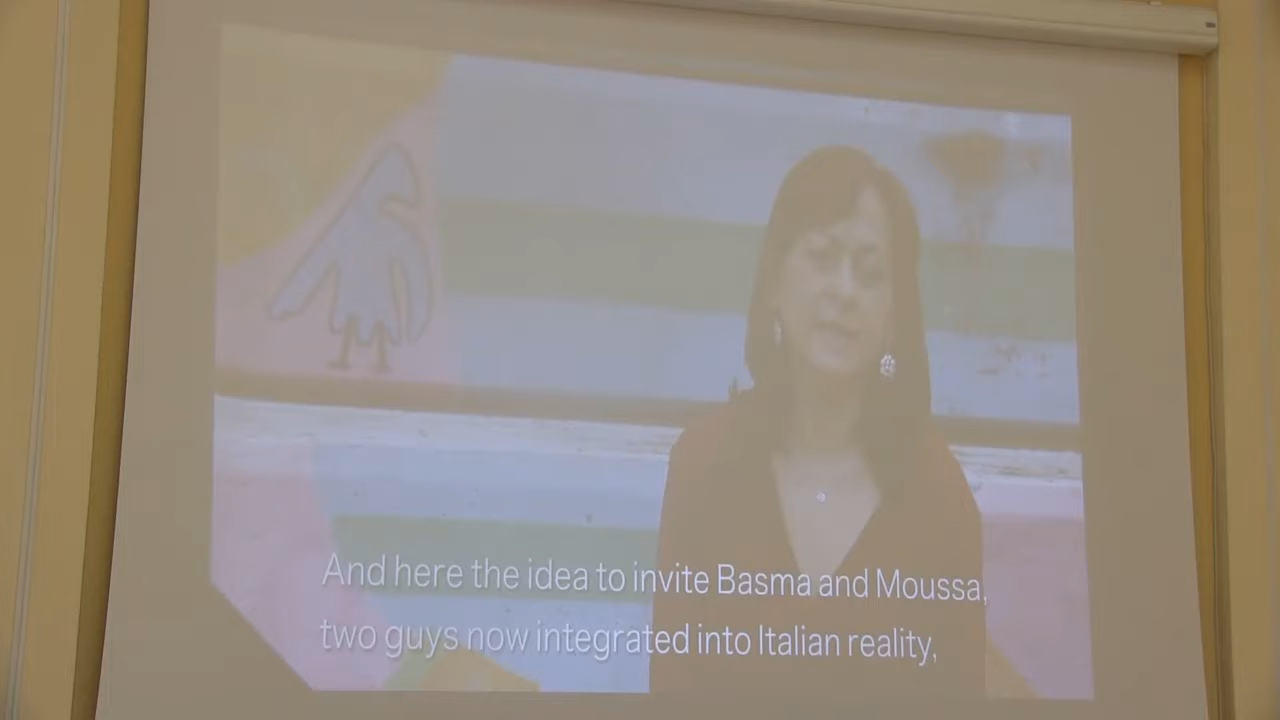 And here the idea to invite Basma and Moussa,
two guys now integrated into Italian reality,